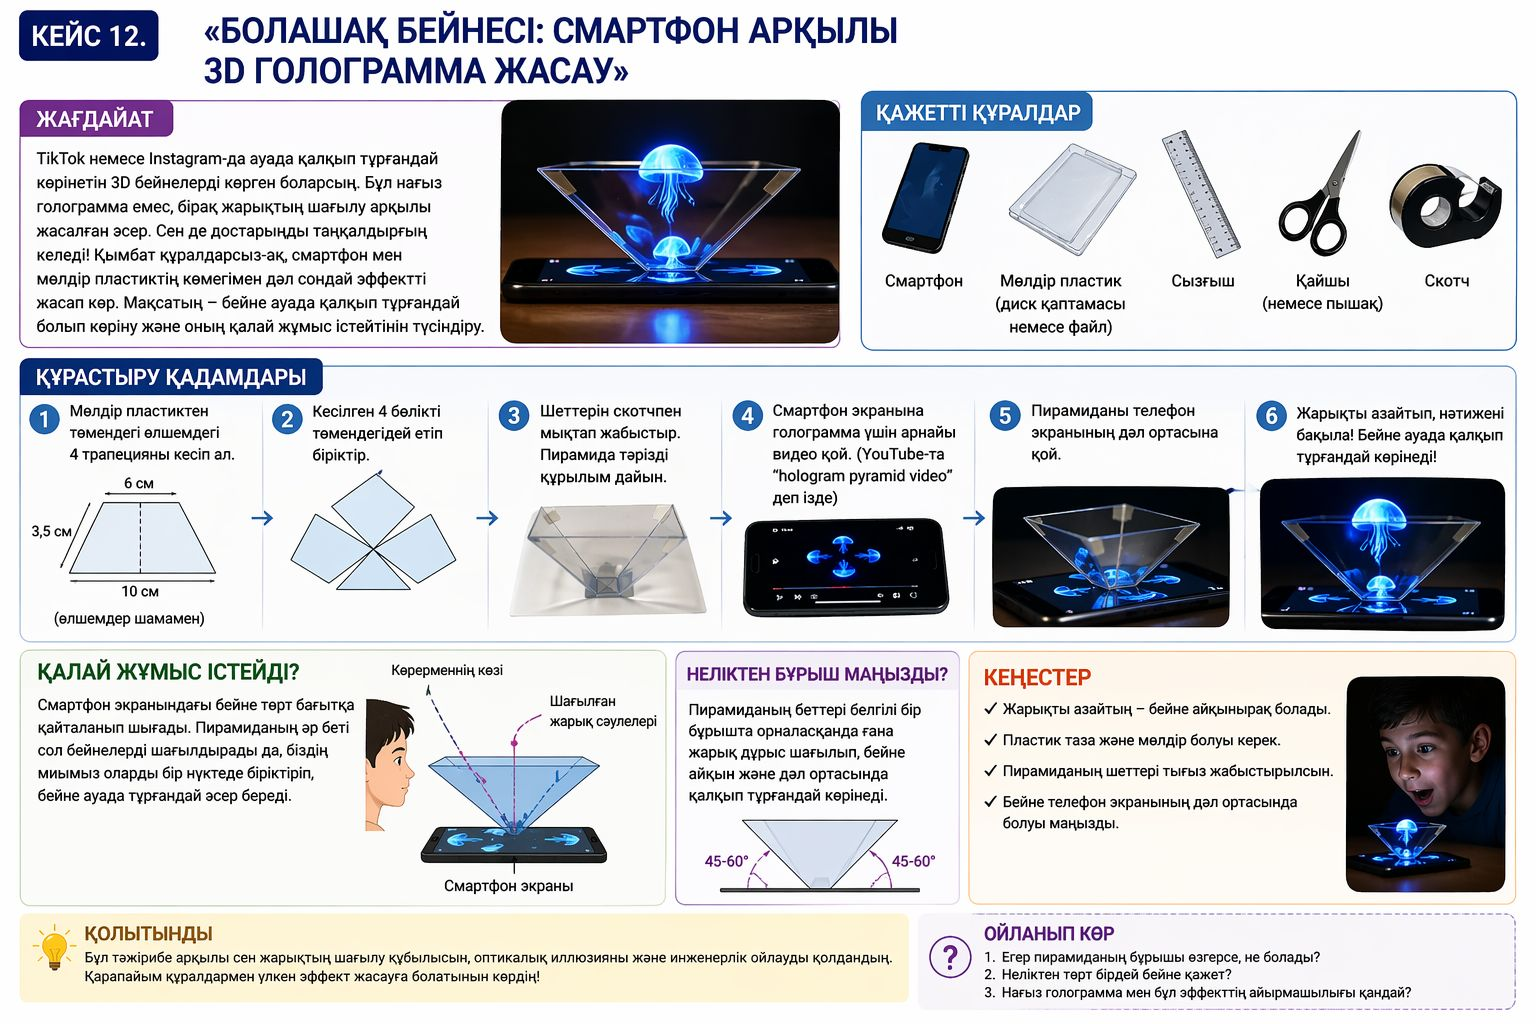 КЕЙС 12.
«БОЛАШАҚ БЕЙНЕСІ: СМАРТФОН АРҚЫЛЫ
3D ГОЛОГРАММА ЖАСАУ»
ЖАҒДАЙАТ
TikTok немесе Instagram-да ауада қалқып тұрғандай
көрінетін 3D бейнелерді көрген боларсың. Бұл нағыз
голограмма емес, бірақ жарықтың шағылу арқылы
жасалған әсер. Сен де достарыңды таңқалдырғың
келеді! Қымбат құралдарсыз-ақ, смартфон мен
мөлдір пластиктің көмегімен дәл сондай эффектті
жасап көр. Мақсатың – бейне ауада қалқып тұрғандай
болып көріну және оның қалай жұмыс істейтінін түсіндіру.
ҚАЖЕТТІ ҚҰРАЛДАР
Смартфон
Мөлдір пластик
(диск қаптамасы
немесе файл)
Сызғыш
Қайшы
(немесе пышақ)
Скотч
ҚҰРАСТЫРУ ҚАДАМДАРЫ
1
Мөлдір пластиктен
төмендегі өлшемдегі
4 трапецияны кесіп ал.
6 см
3,5 см
10 см
(өлшемдер шамамен)
2
Кесілген 4 бөлікті
төмендегідей етіп
біріктір.
3
Шеттерін скотчпен
мықтап жабыстыр.
Пирамида тәрізді
құрылым дайын.
4
Смартфон экранына
голограмма үшін арнайы
видео қой. (YouTube-та
“hologram pyramid video”
деп ізде)
5
Пирамиданы телефон
экранының дәл ортасына
қой.
6
Жарықты азайтып, нәтижені
бақыла! Бейне ауада қалқып
тұрғандай көрінеді!
ҚАЛАЙ ЖҰМЫС ІСТЕЙДІ?
Смартфон экранындағы бейне төрт бағытқа
қайталанып шығады. Пирамиданың әр беті
сол бейнелерді шағылдырады да, біздің
миымыз оларды бір нүктеде біріктіріп,
бейне ауада тұрғандай әсер береді.
Көрерменнің көзі
Шағылған
жарық сәулелері
Смартфон экраны
НЕЛІКТЕН БҰРЫШ МАҢЫЗДЫ?
Пирамиданың беттері белгілі бір
бұрышта орналасқанда ғана
жарық дұрыс шағылып, бейне
айқын және дәл ортасында
қалқып тұрғандай көрінеді.
45-60°
45-60°
КЕҢЕСТЕР
✓ Жарықты азайтың – бейне айқынырақ болады.
✓ Пластик таза және мөлдір болуы керек.
✓ Пирамиданың шеттері тығыз жабыстырылсын.
✓ Бейне телефон экранының дәл ортасында
болуы маңызды.
ҚОЛЫТЫНДЫ
Бұл тәжірибе арқылы сен жарықтың шағылу құбылысын, оптикалық иллюзияны және инженерлік ойлауды қолдандың.
Қарапайым құралдармен улкен эффект жасауға болатынын көрдің!
?
ОЙЛАНЫП КӨР
1. Егер пирамиданың бұрышы өзгерсе, не болады?
2. Неліктен төрт бірдей бейне қажет?
3. Нағыз голограмма мен бұл эффекттің айырмашылығы қандай?